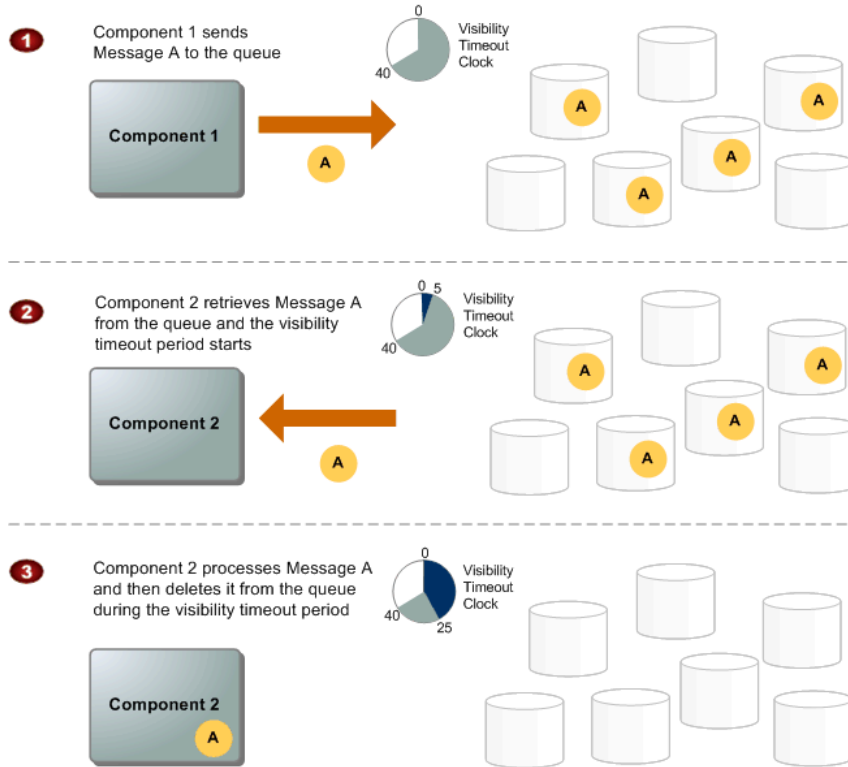 1
Component 1 sends
Message A to the queue
0
40
Visibility
Timeout
Clock
Component 1
A
A
A
A
A
2
Component 2 retrieves Message A
from the queue and the visibility
timeout period starts
0 5
40
Visibility
Timeout
Clock
Component 2
A
A
A
A
A
3
Component 2 processes Message A
and then deletes it from the queue
during the visibility timeout period
0
40
25
Visibility
Timeout
Clock
Component 2
A